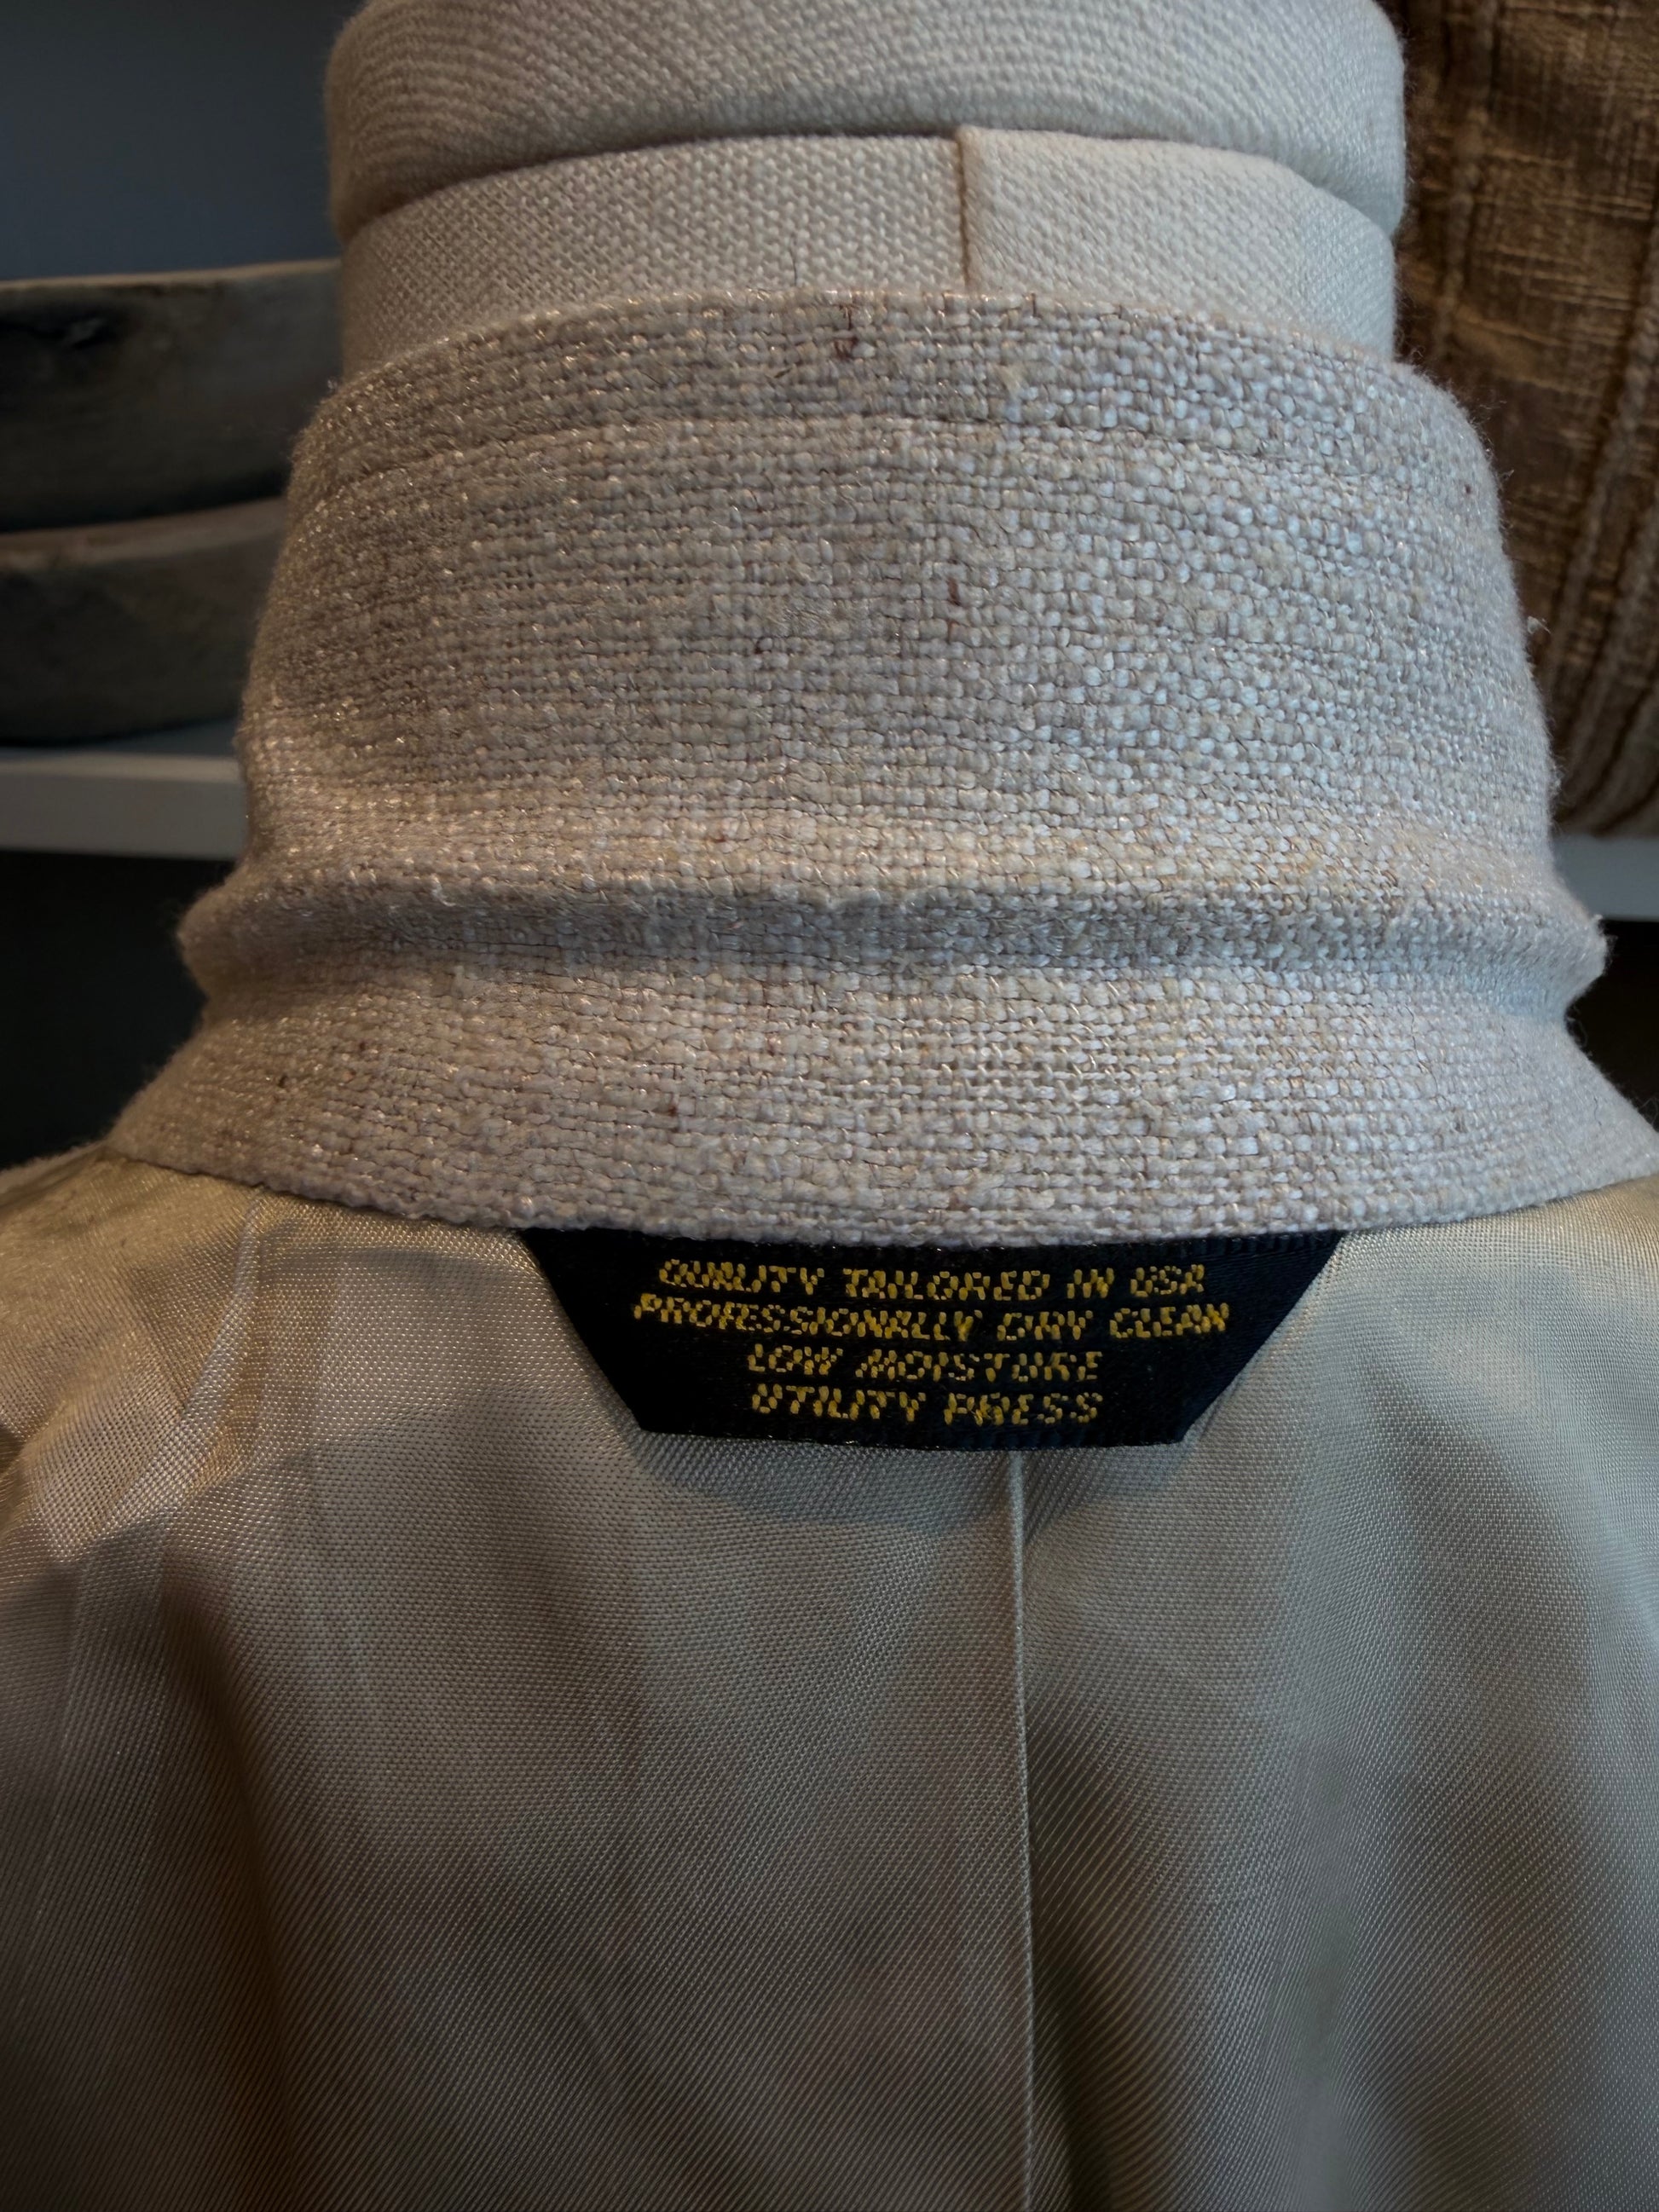 QUALITY TAILORED IN USA
PROFESSIONALLY DRY CLEAN
LOW MOISTURE
UTILITY PRESS